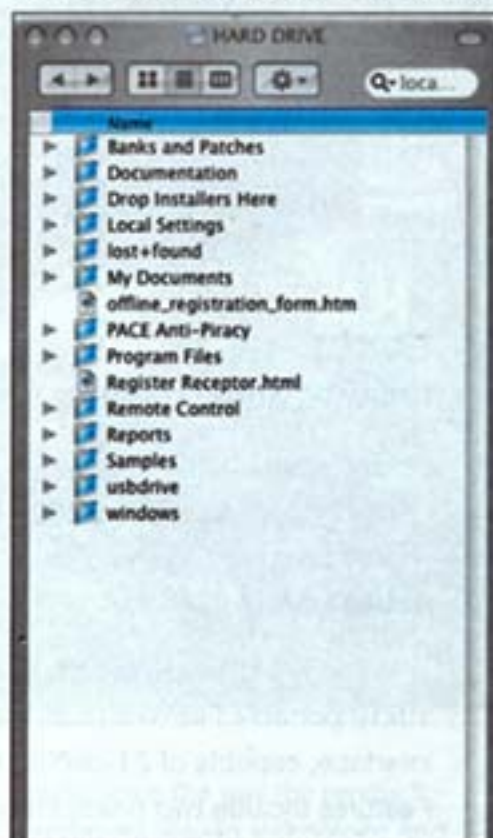 HARD DRIVE
loca...
Name
Banks and Patches
Documentation
Drop Installers Here
Local Settings
lost+found
My Documents
offline_registration_form.htm
PACE Anti-Piracy
Program Files
Register Receptor.html
Remote Control
Reports
Samples
usbdrive
windows